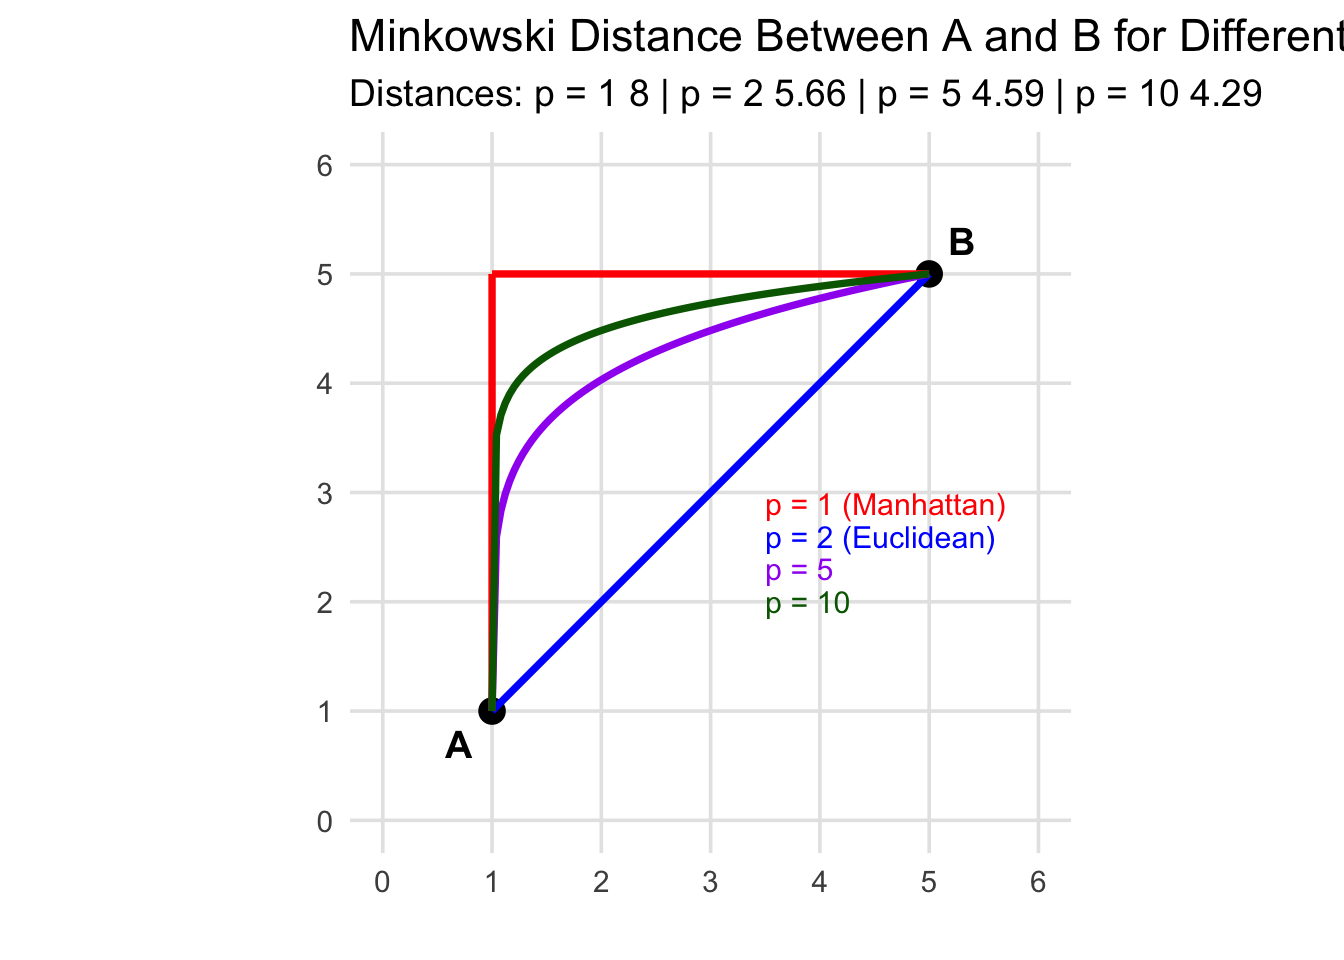 Minkowski Distance Between A and B for Different
Distances: p = 1 8 | p = 2 5.66 | p = 5 4.59 | p = 10 4.29
6
B
5
4
3
p = 1 (Manhattan)
p = 2 (Euclidean)
p = 5
2
p = 10
1
A
0
0 1 2 3 4 5 6